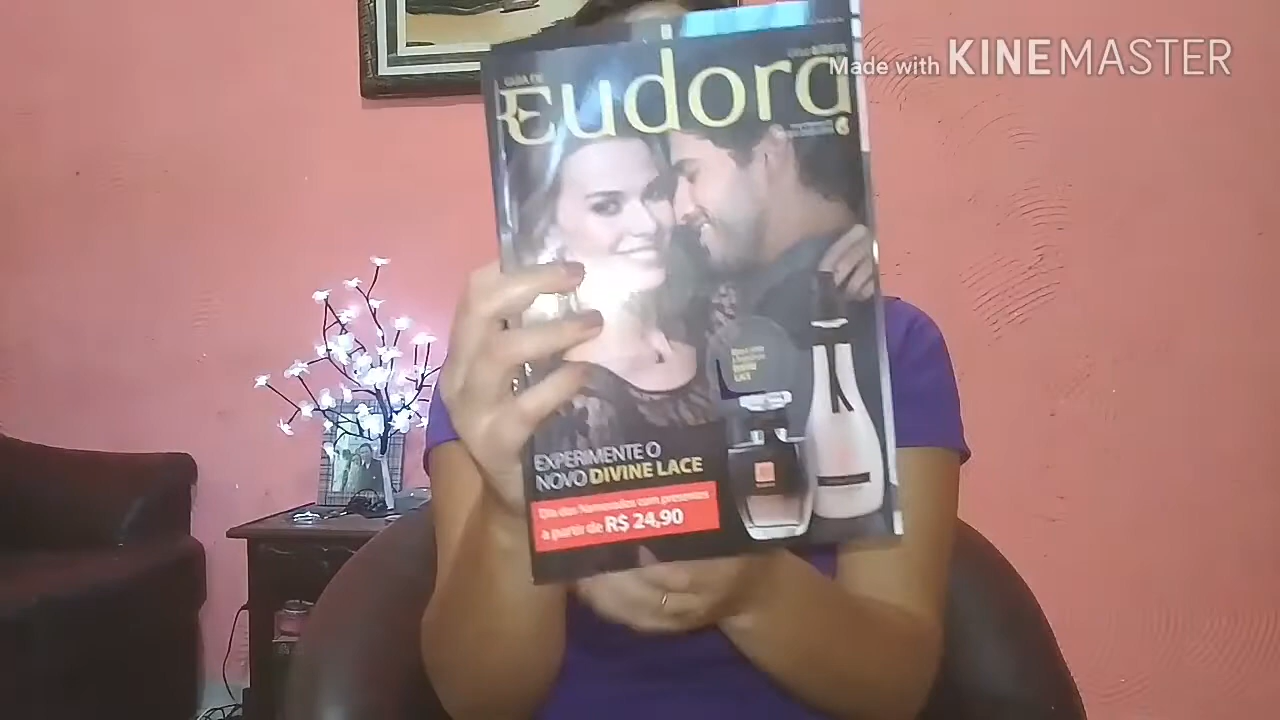 Made with KINEMASTER
GUIA DE
Eudora
EXPERIMENTE O
NOVO DIVINE LACE
Dia dos Namorados com presentes
a partir de R$ 24,90